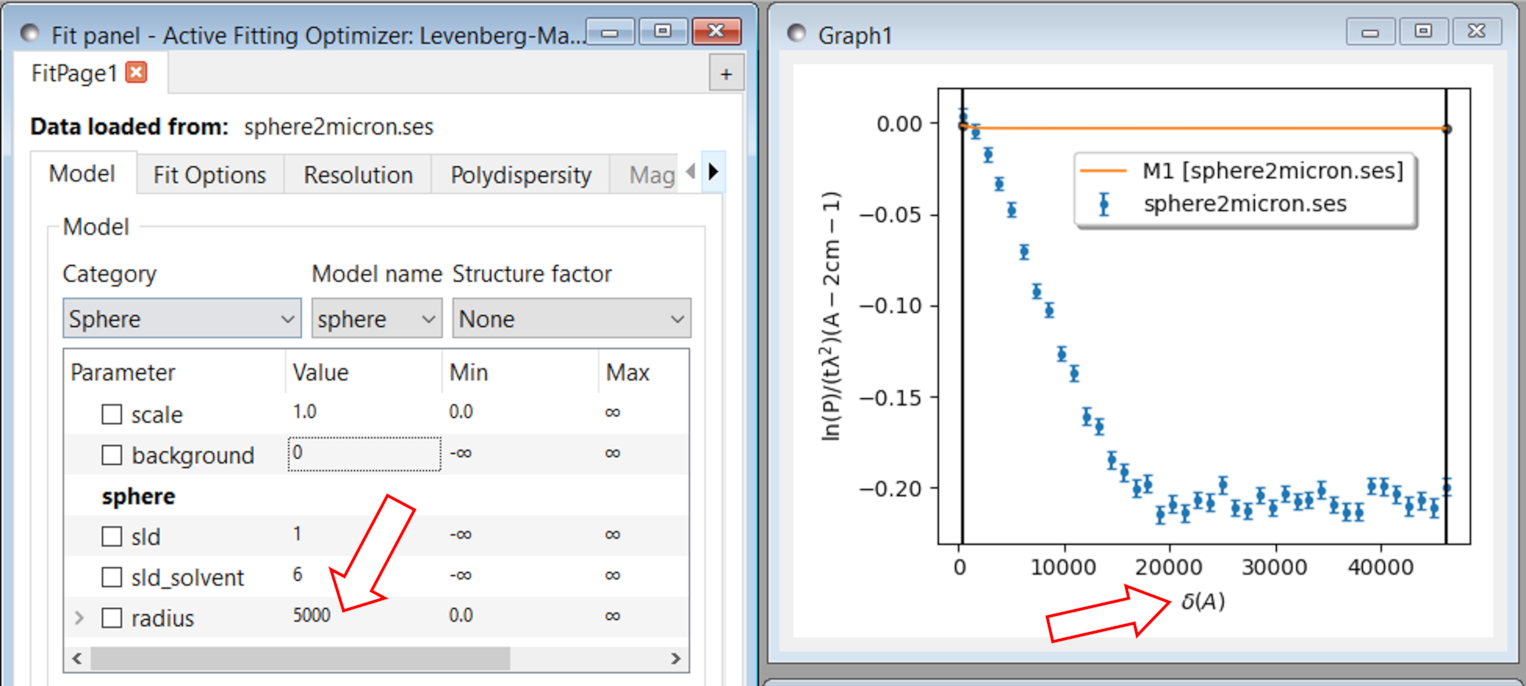 Fit panel - Active Fitting Optimizer: Levenberg-Ma...
FitPage1
+
Data loaded from: sphere2micron.ses
Model Fit Options Resolution Polydispersity Mag
Model
Category Model name Structure factor
Sphere sphere None
Parameter Value Min Max
scale 1.0 0.0 ∞
background 0 -∞ ∞
sphere
sld 1 -∞ ∞
sld_solvent 6 -∞ ∞
radius 5000 0.0 ∞
Graph1
ln(P)/(tλ²)(A − 2cm − 1)
0.00
−0.05
−0.10
−0.15
−0.20
M1 [sphere2micron.ses]
sphere2micron.ses
0 10000 20000 30000 40000
δ(A)